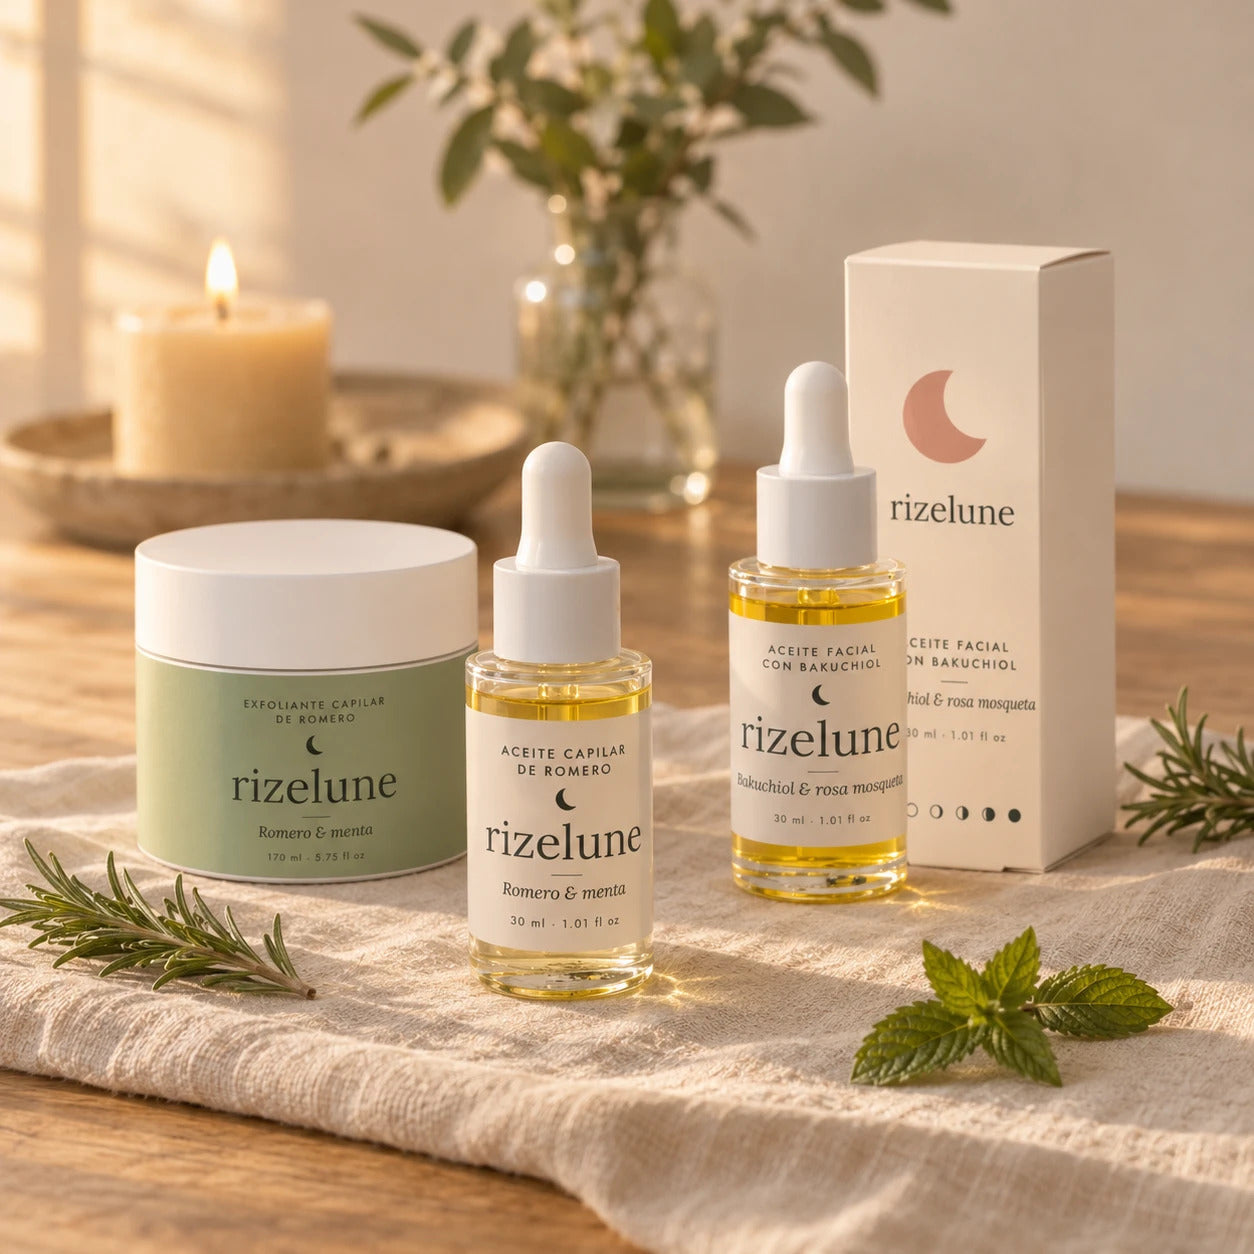 EXFOLIANTE CAPILAR
DE ROMERO
rizelune
Romero & menta
170 ml · 5.75 fl oz
ACEITE CAPILAR
DE ROMERO
rizelune
Romero & menta
30 ml · 1.01 fl oz
ACEITE FACIAL
CON BAKUCHIOL
rizelune
Bakuchiol & rosa mosqueta
30 ml · 1.01 fl oz
rizelune
CEITE FACIAL
ON BAKUCHIOL
hiol & rosa mosqueta
30 ml · 1.01 fl oz